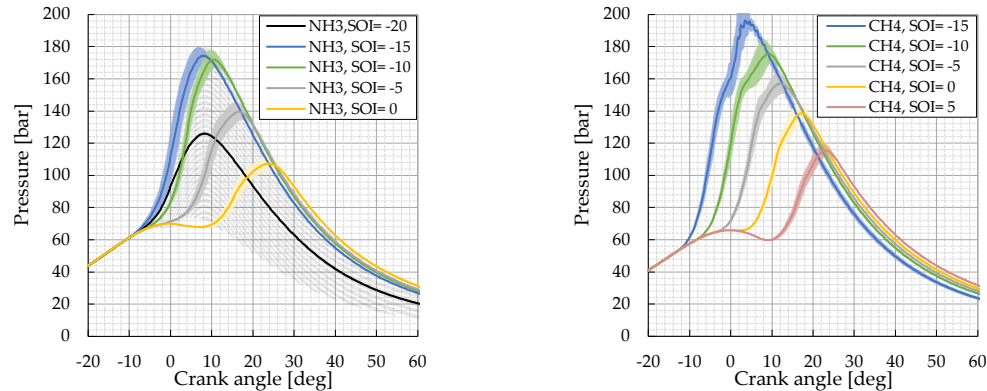 200
180
160
140
120
100
80
60
40
20
0
Pressure [bar]
NH3,SOI= -20
NH3, SOI= -15
NH3, SOI= -10
NH3, SOI= -5
NH3, SOI= 0
-20 -10 0 10 20 30 40 50 60
Crank angle [deg]
200
180
160
140
120
100
80
60
40
20
0
Pressure [bar]
CH4, SOI= -15
CH4, SOI= -10
CH4, SOI= -5
CH4, SOI= 0
CH4, SOI= 5
-20 -10 0 10 20 30 40 50 60
Crank angle [deg]